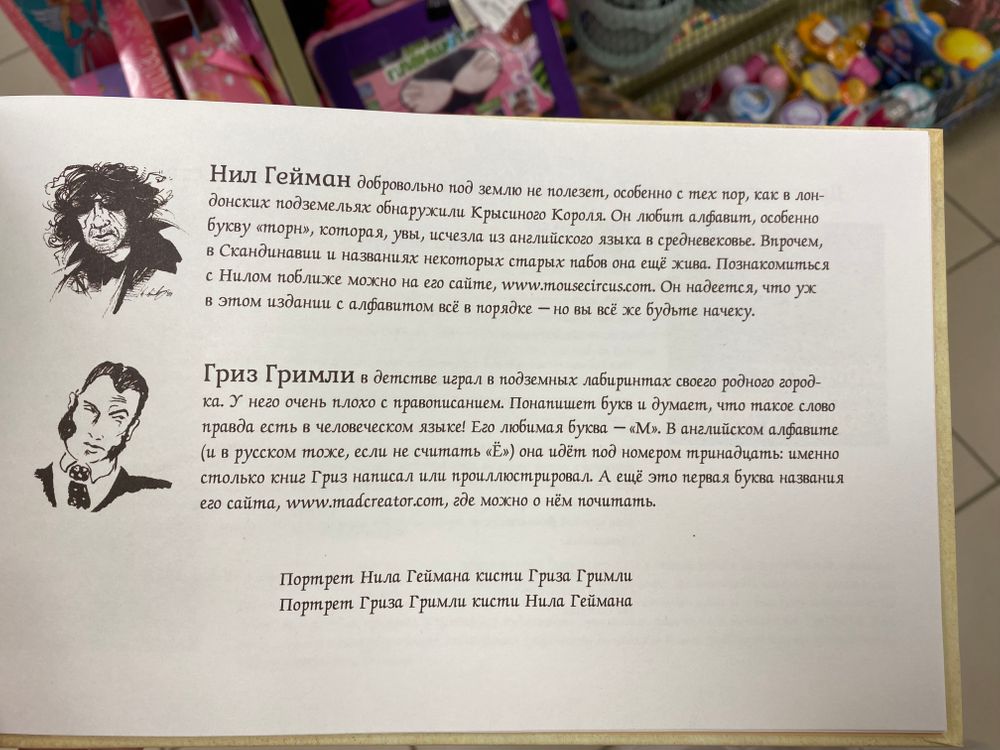 Нил Гейман добровольно под землю не полезет, особенно с тех пор, как в лон-
донских подземельях обнаружили Крысиного Короля. Он любит алфавит, особенно
букву «торн», которая, увы, исчезла из английского языка в средневековье. Впрочем,
в Скандинавии и названиях некоторых старых пабов она ещё жива. Познакомиться
с Нилом поближе можно на его сайте, www.mousecircus.com. Он надеется, что уж
в этом издании с алфавитом всё в порядке — но вы всё же будьте начеку.
Гриз Гримли в детстве играл в подземных лабиринтах своего родного город-
ка. У него очень плохо с правописанием. Понапишет букв и думает, что такое слово
правда есть в человеческом языке! Его любимая буква — «М». В английском алфавите
(и в русском тоже, если не считать «Ё») она идёт под номером тринадцать: именно
столько книг Гриз написал или проиллюстрировал. А ещё это первая буква названия
его сайта, www.madcreator.com, где можно о нём почитать.
Портрет Нила Геймана кисти Гриза Гримли
Портрет Гриза Гримли кисти Нила Геймана